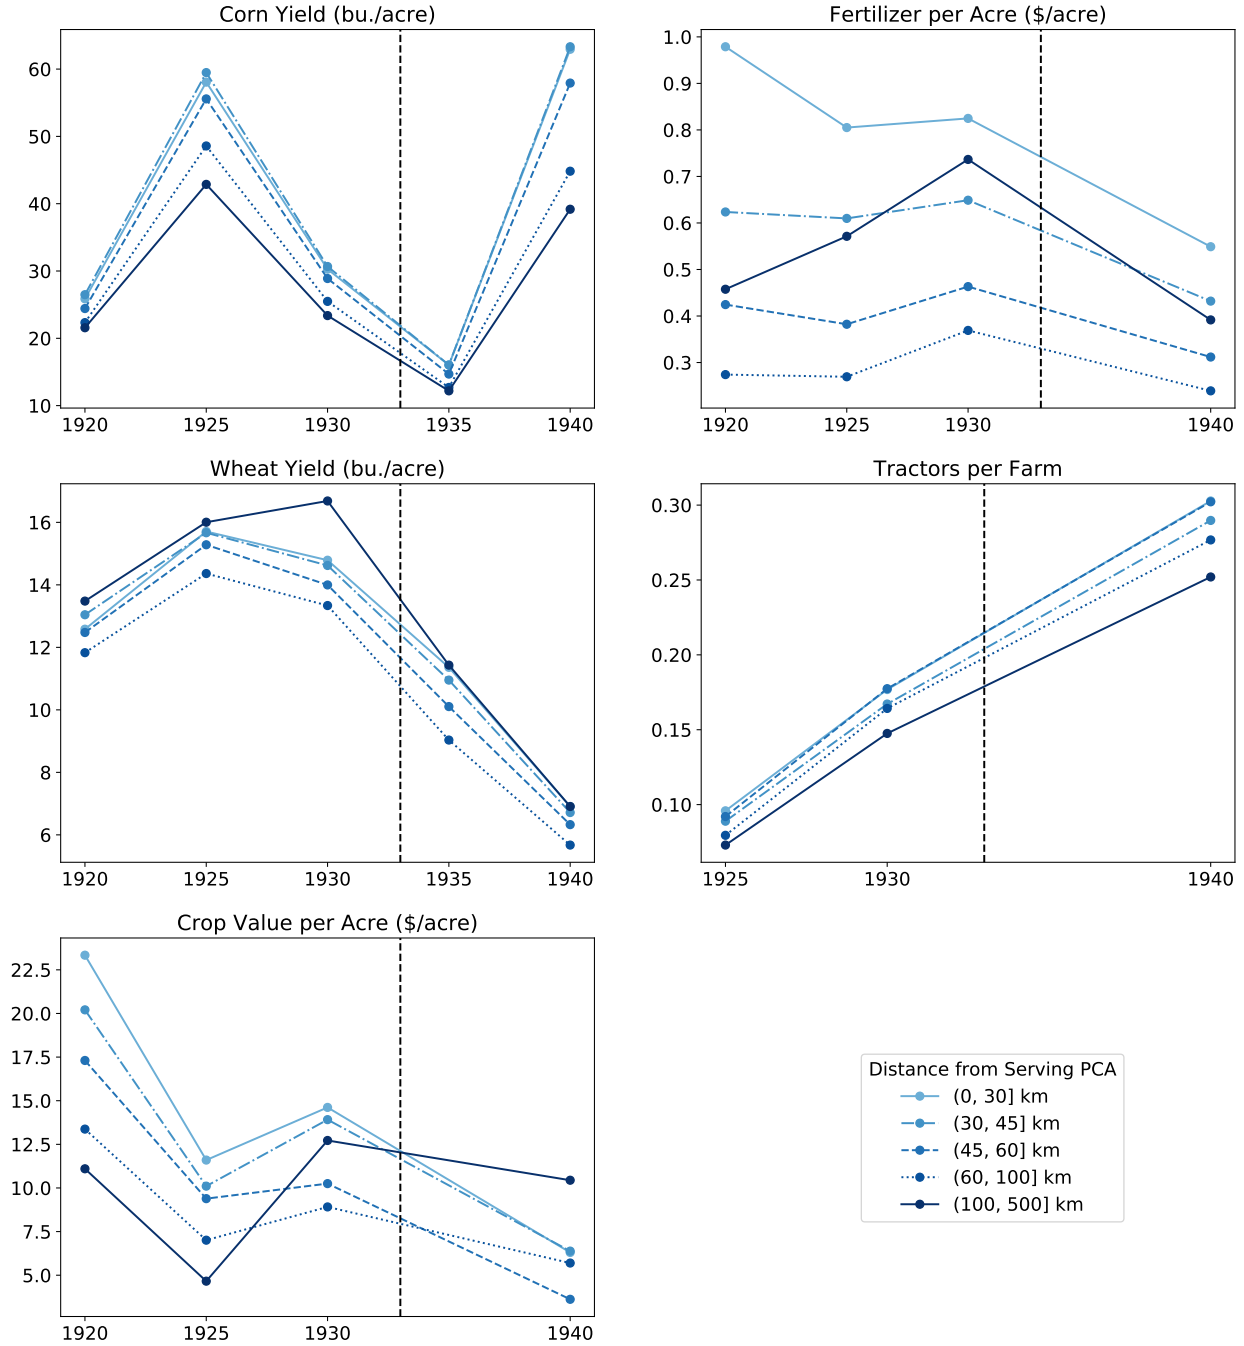 Corn Yield (bu./acre)
60
50
40
30
20
10
1920 1925 1930 1935 1940
Fertilizer per Acre ($/acre)
1.0
0.9
0.8
0.7
0.6
0.5
0.4
0.3
1920 1925 1930 1940
Wheat Yield (bu./acre)
16
14
12
10
8
6
1920 1925 1930 1935 1940
Tractors per Farm
0.30
0.25
0.20
0.15
0.10
1925 1930 1940
Crop Value per Acre ($/acre)
22.5
20.0
17.5
15.0
12.5
10.0
7.5
5.0
1920 1925 1930 1940
Distance from Serving PCA
(0, 30] km
(30, 45] km
(45, 60] km
(60, 100] km
(100, 500] km